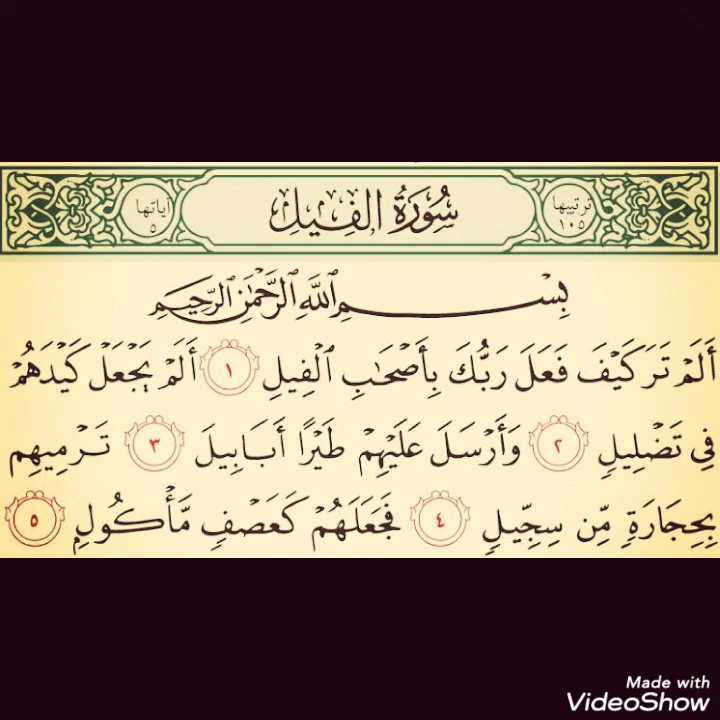 ترتيبها ١٠٥
سُورَةُ الفِيلِ
آياتها ٥
بِسْمِ ٱللَّهِ ٱلرَّحْمَٰنِ ٱلرَّحِيمِ
أَلَمْ تَرَ كَيْفَ فَعَلَ رَبُّكَ بِأَصْحَٰبِ ٱلْفِيلِ ١ أَلَمْ يَجْعَلْ كَيْدَهُمْ
فِي تَضْلِيلٍ ٢ وَأَرْسَلَ عَلَيْهِمْ طَيْرًا أَبَابِيلَ ٣ تَرْمِيهِم
بِحِجَارَةٍ مِّن سِجِّيلٍ ٤ فَجَعَلَهُمْ كَعَصْفٍ مَّأْكُولٍ ٥
Made with
VideoShow